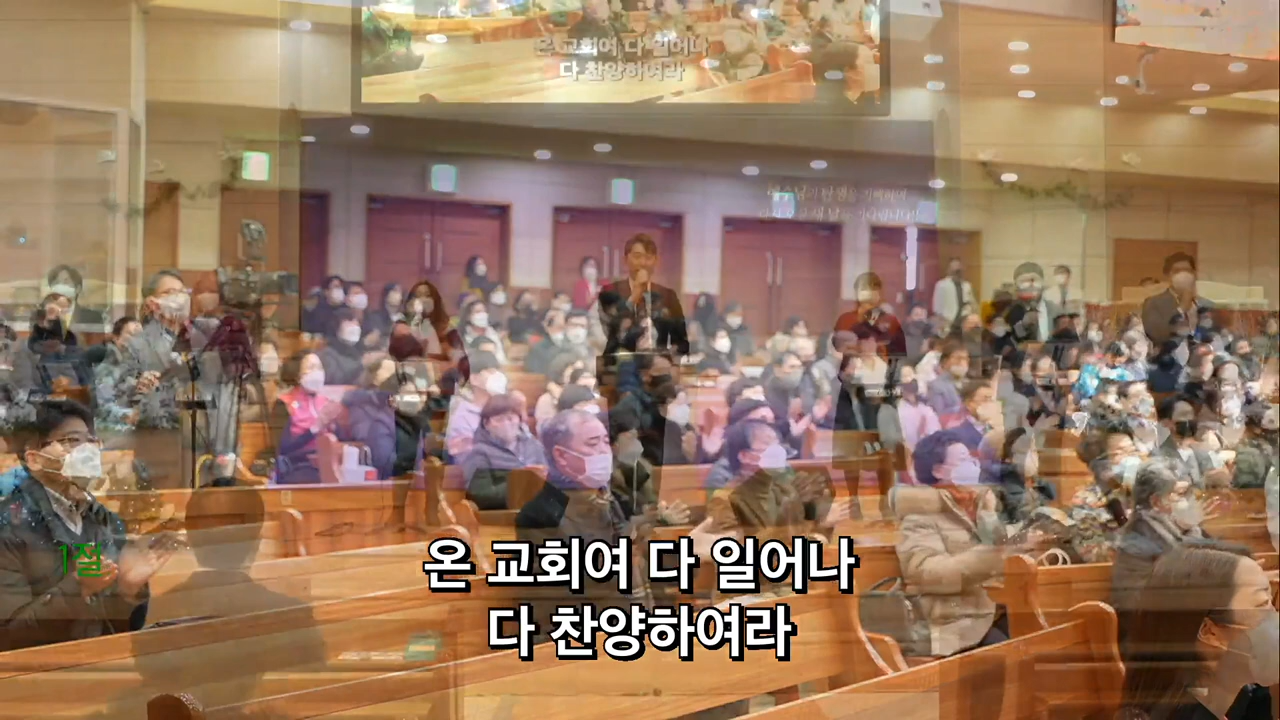 온 교회여 다 일어나
다 찬양하여라
1절
온 교회여 다 일어나
다 찬양하여라